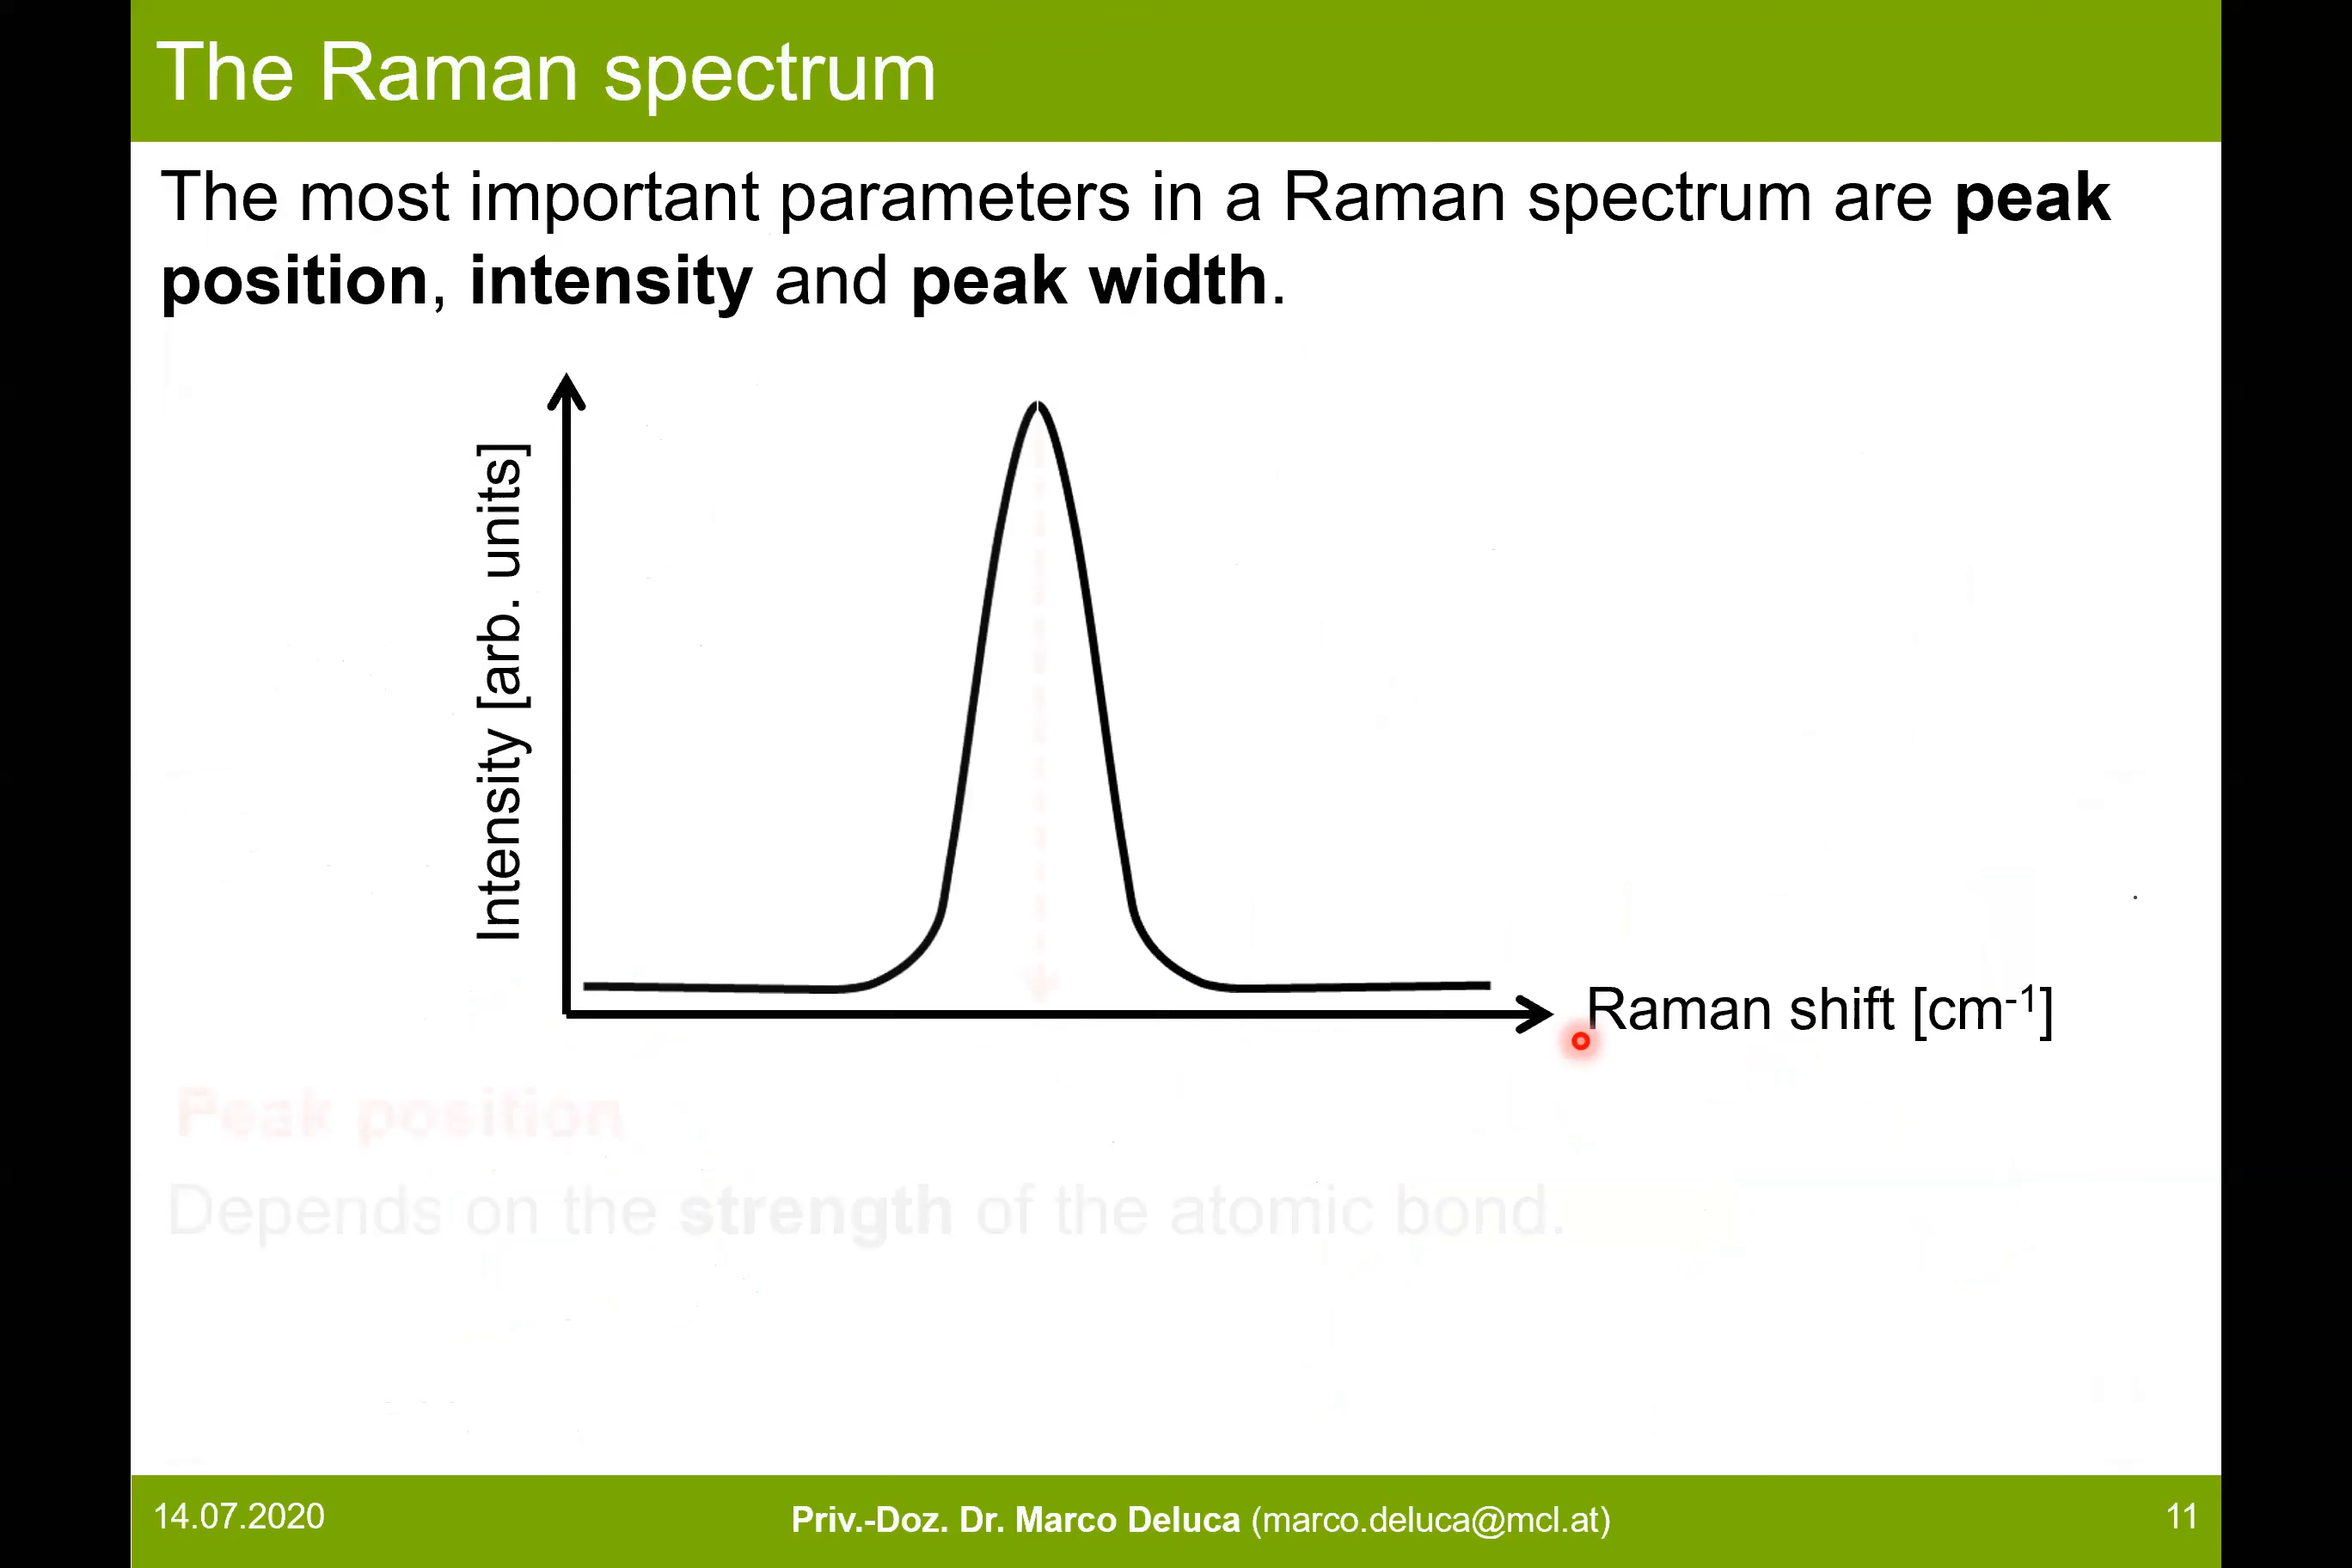 The Raman spectrum
The most important parameters in a Raman spectrum are peak
position, intensity and peak width.
Intensity [arb. units]
Raman shift [cm⁻¹]
Peak position
Depends on the strength of the atomic bond.
14.07.2020
Priv.-Doz. Dr. Marco Deluca (marco.deluca@mcl.at)
11